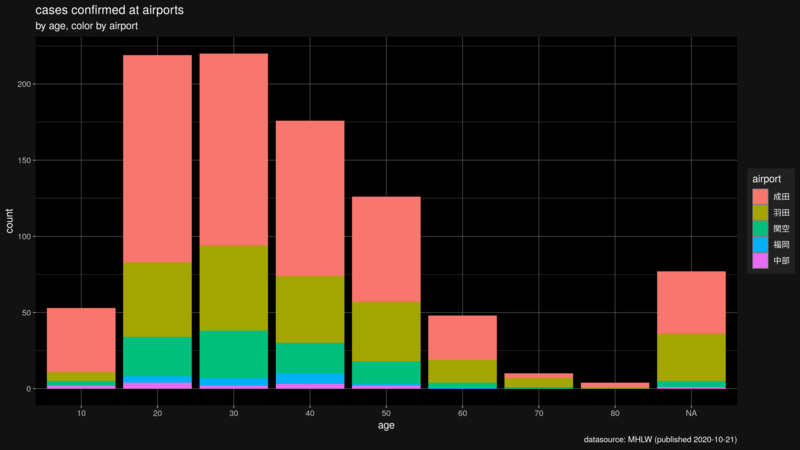 cases confirmed at airports
by age, color by airport
count
200
150
100
50
0
10 20 30 40 50 60 70 80 NA
age
airport
成田
羽田
関空
福岡
中部
datasource: MHLW (published 2020-10-21)